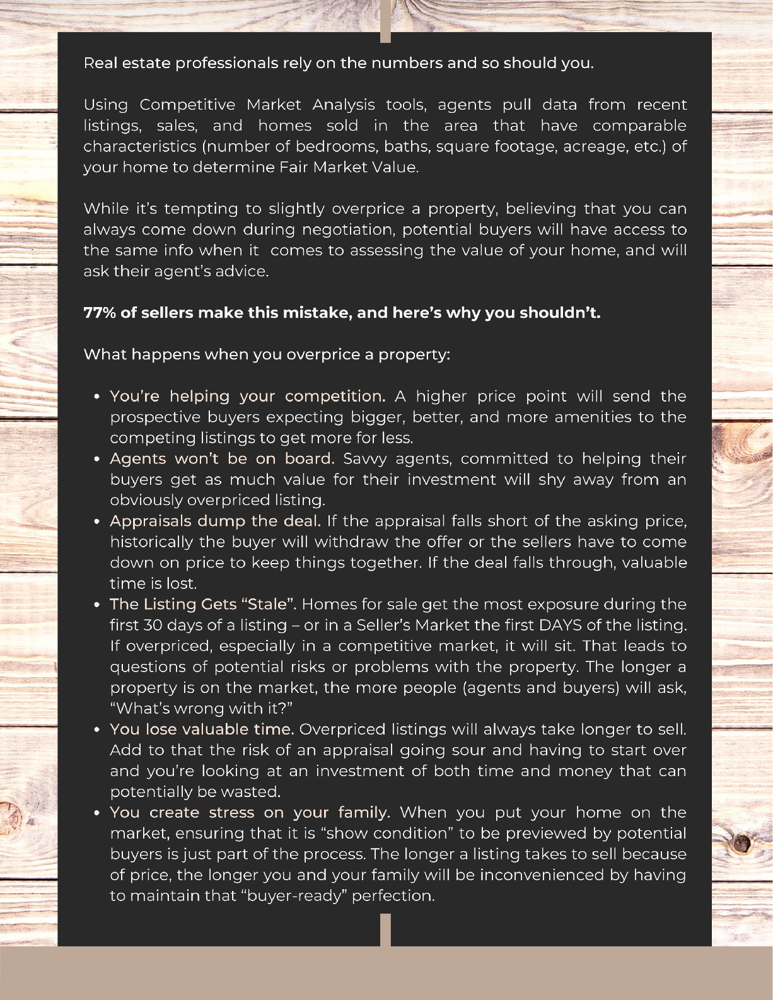 Real estate professionals rely on the numbers and so should you.
Using Competitive Market Analysis tools, agents pull data from recent
listings, sales, and homes sold in the area that have comparable
characteristics (number of bedrooms, baths, square footage, acreage, etc.) of
your home to determine Fair Market Value.
While it’s tempting to slightly overprice a property, believing that you can
always come down during negotiation, potential buyers will have access to
the same info when it  comes to assessing the value of your home, and will
ask their agent’s advice.
77% of sellers make this mistake, and here’s why you shouldn’t.
What happens when you overprice a property:
• You’re helping your competition. A higher price point will send the
prospective buyers expecting bigger, better, and more amenities to the
competing listings to get more for less.
• Agents won’t be on board. Savvy agents, committed to helping their
buyers get as much value for their investment will shy away from an
obviously overpriced listing.
• Appraisals dump the deal. If the appraisal falls short of the asking price,
historically the buyer will withdraw the offer or the sellers have to come
down on price to keep things together. If the deal falls through, valuable
time is lost.
• The Listing Gets “Stale”. Homes for sale get the most exposure during the
first 30 days of a listing – or in a Seller’s Market the first DAYS of the listing.
If overpriced, especially in a competitive market, it will sit. That leads to
questions of potential risks or problems with the property. The longer a
property is on the market, the more people (agents and buyers) will ask,
“What’s wrong with it?”
• You lose valuable time. Overpriced listings will always take longer to sell.
Add to that the risk of an appraisal going sour and having to start over
and you’re looking at an investment of both time and money that can
potentially be wasted.
• You create stress on your family. When you put your home on the
market, ensuring that it is “show condition” to be previewed by potential
buyers is just part of the process. The longer a listing takes to sell because
of price, the longer you and your family will be inconvenienced by having
to maintain that “buyer-ready” perfection.